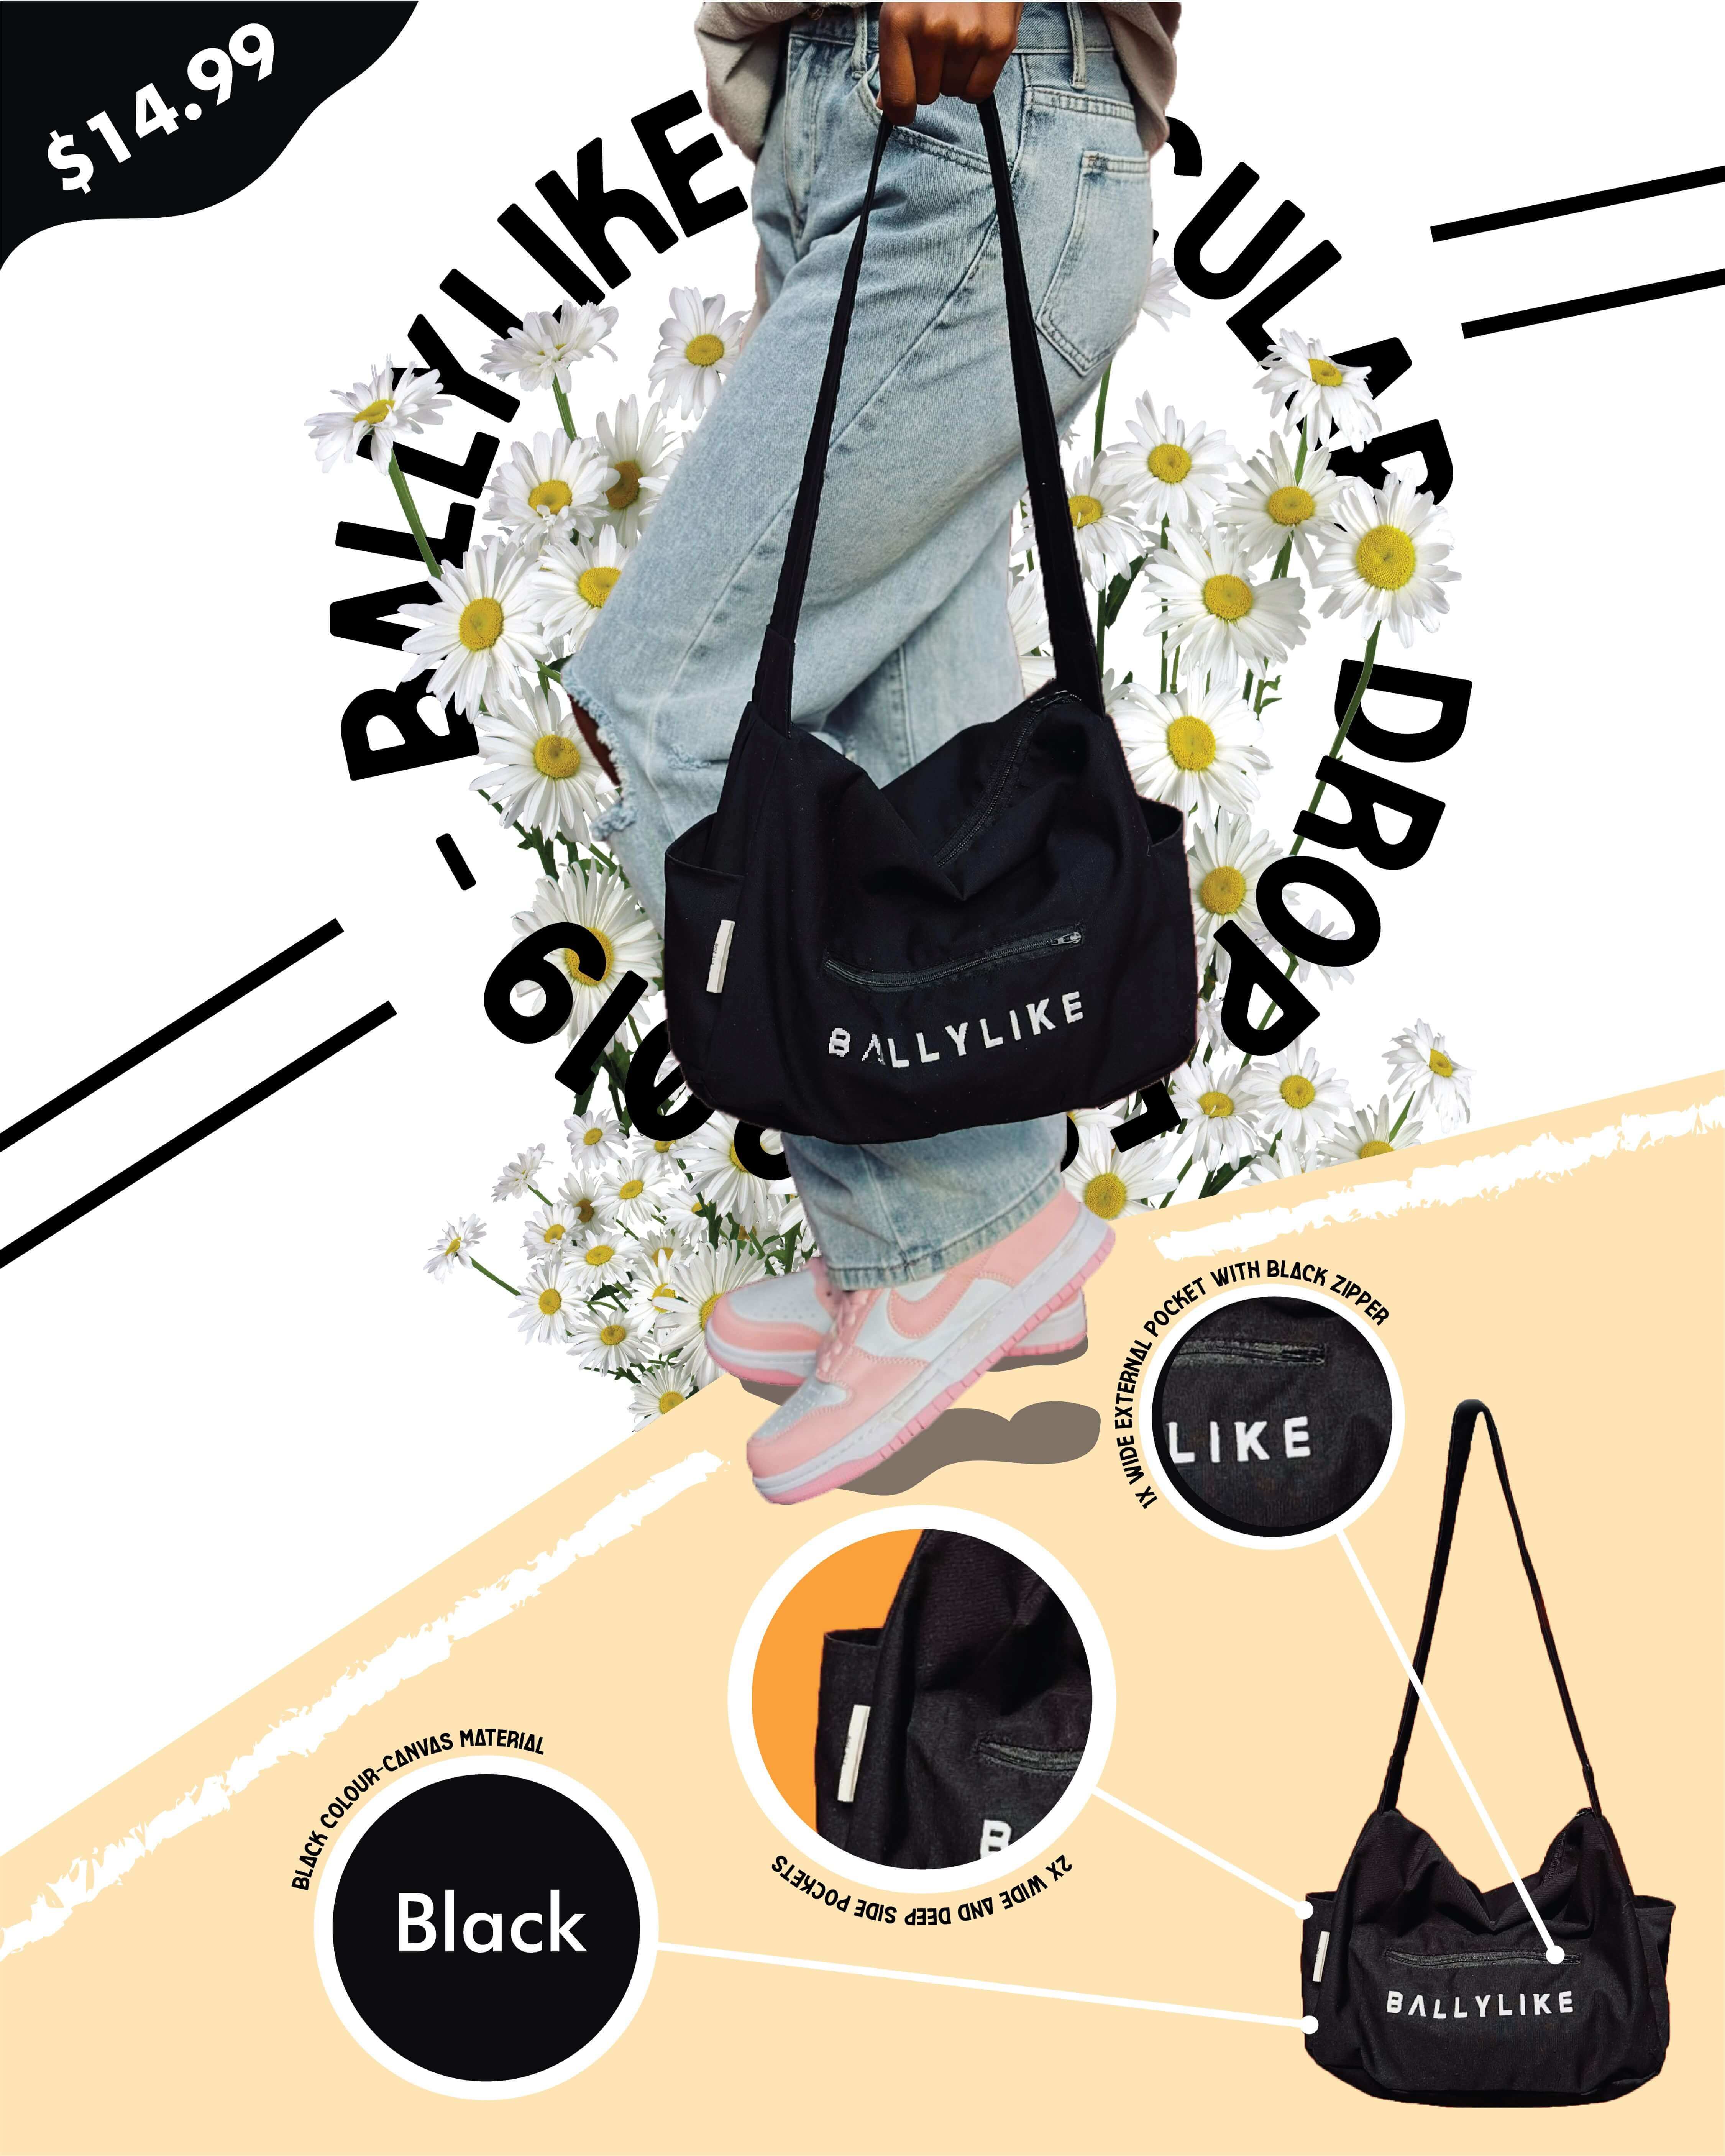 $14.99
BALLYLIKE
CULAR DROP
BALLYLIKE
1X WIDE EXTERNAL POCKET WITH BLACK ZIPPER
LIKE
B
2X WIDE AND DEEP SIDE POCKETS
BLACK COLOUR-CANVAS MATERIAL
Black
BALLYLIKE